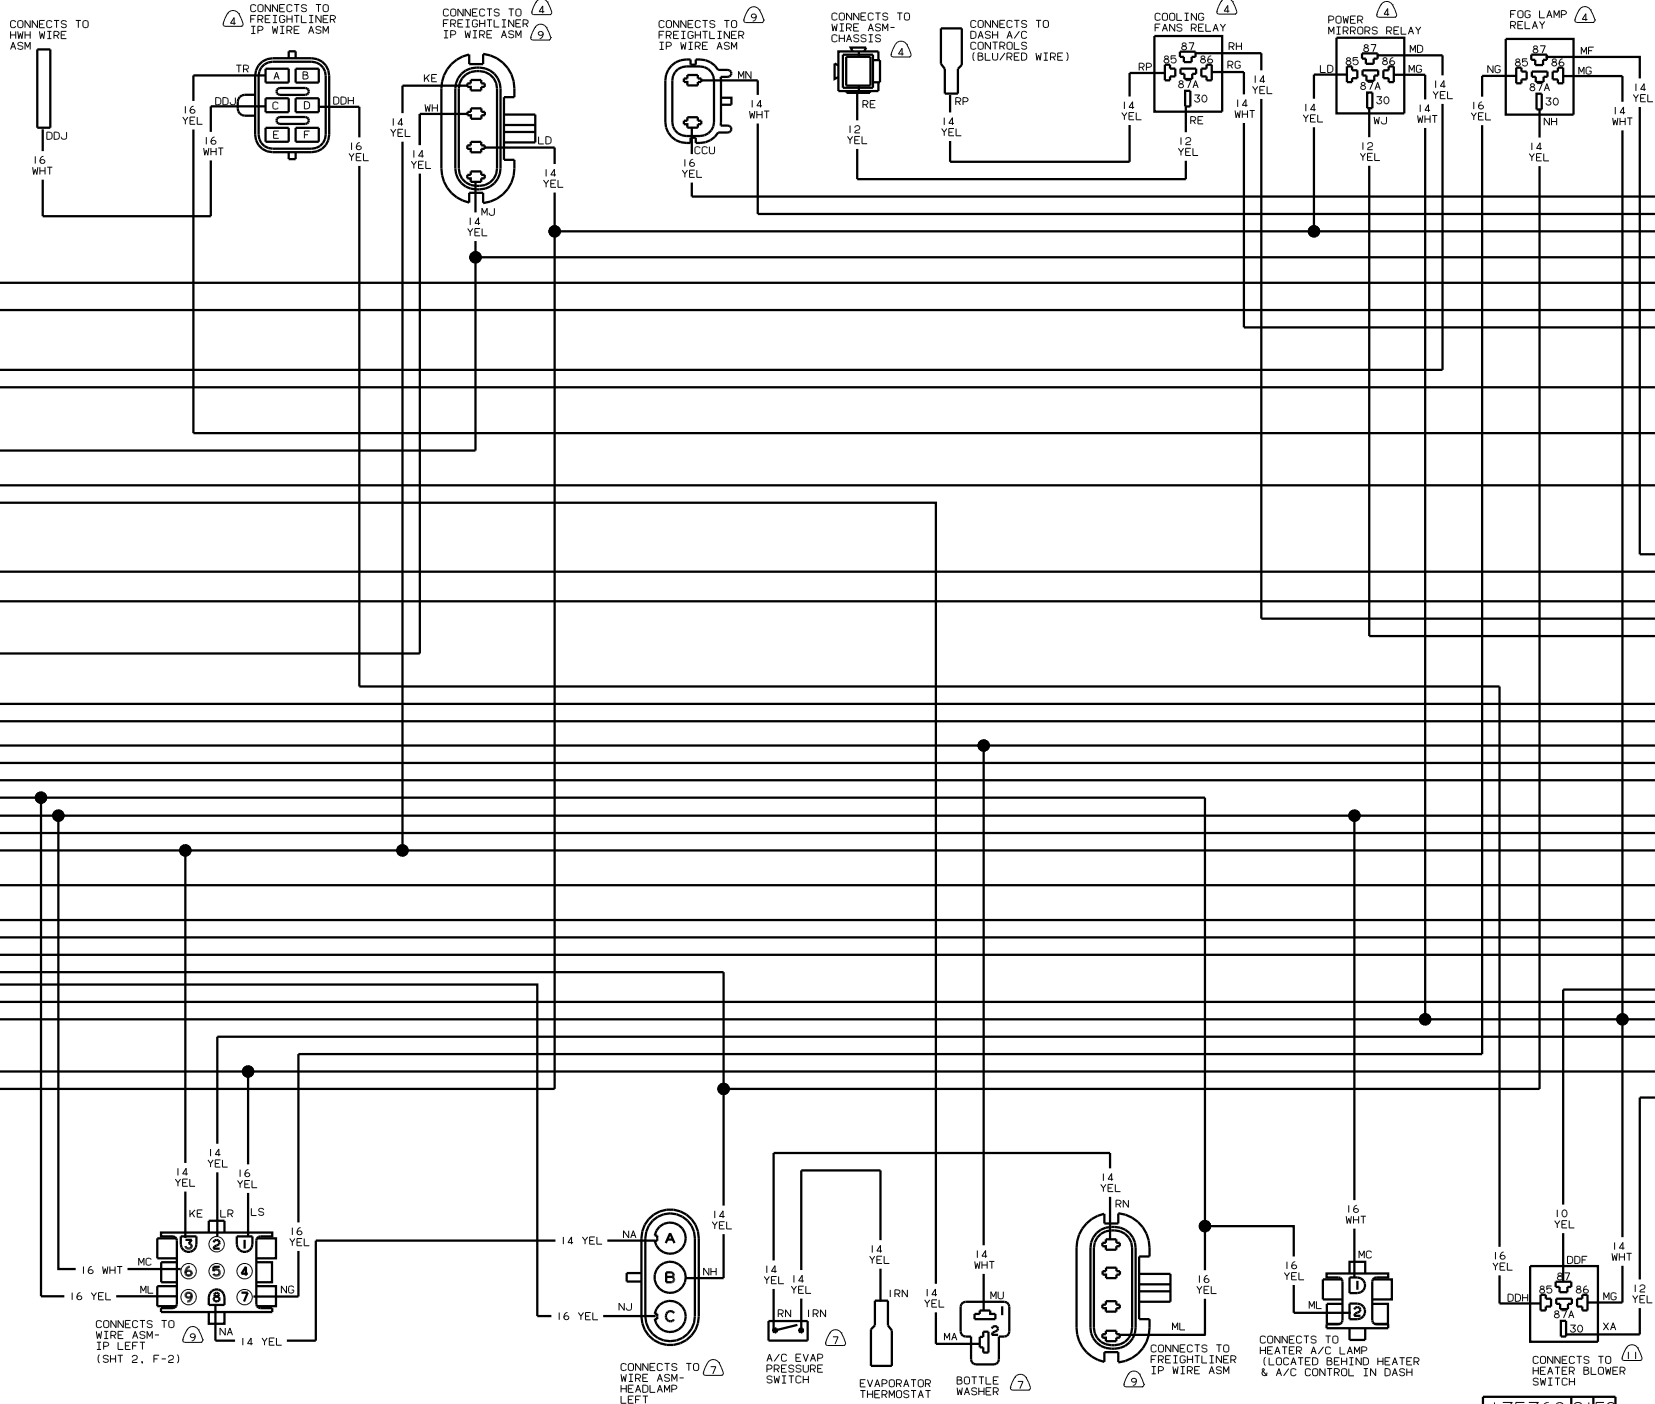 CONNECTS TO
HWH WIRE
ASM
DDJ
16
WHT
4
CONNECTS TO
FREIGHTLINER
IP WIRE ASM
TR
A
B
DDJ
C
D
DDH
E
F
16
YEL
16
WHT
16
YEL
CONNECTS TO
FREIGHTLINER
IP WIRE ASM
4
9
KE
WH
LD
MJ
14
YEL
14
YEL
14
YEL
14
YEL
CONNECTS TO
FREIGHTLINER
IP WIRE ASM
9
MN
14
WHT
CCU
16
YEL
CONNECTS TO
WIRE ASM-
CHASSIS
4
RE
12
YEL
CONNECTS TO
DASH A/C
CONTROLS
(BLU/RED WIRE)
RP
14
YEL
COOLING
FANS RELAY
4
87
85
86
87A
30
RP
RH
RG
RE
14
YEL
12
YEL
14
WHT
14
YEL
POWER
MIRRORS RELAY
4
87
85
86
87A
30
LD
MD
MG
WJ
14
YEL
12
YEL
14
WHT
14
YEL
FOG LAMP
RELAY
4
87
85
86
87A
30
NG
MF
MG
NH
16
YEL
14
YEL
14
WHT
14
YEL
14
YEL
14
YEL
16
YEL
KE
LR
LS
3
2
1
6
5
4
9
8
7
MC
16 WHT
ML
16 YEL
NG
16
YEL
NA
14 YEL
CONNECTS TO
WIRE ASM-
IP LEFT
(SHT 2, F-2)
9
14 YEL
NA
A
B
NH
14
YEL
16 YEL
NJ
C
CONNECTS TO
WIRE ASM-
HEADLAMP
LEFT
7
14
YEL
14
YEL
RN
IRN
A/C EVAP
PRESSURE
SWITCH
7
14
YEL
IRN
EVAPORATOR
THERMOSTAT
14
YEL
14
WHT
MU
1
2
MA
BOTTLE
WASHER
7
14
YEL
RN
ML
16
YEL
CONNECTS TO
FREIGHTLINER
IP WIRE ASM
9
16
WHT
16
YEL
MC
1
ML
2
CONNECTS TO
HEATER A/C LAMP
(LOCATED BEHIND HEATER
& A/C CONTROL IN DASH
10
YEL
16
YEL
14
WHT
12
YEL
DDF
87
85
86
87A
30
DDH
MG
XA
CONNECTS TO
HEATER BLOWER
SWITCH
11